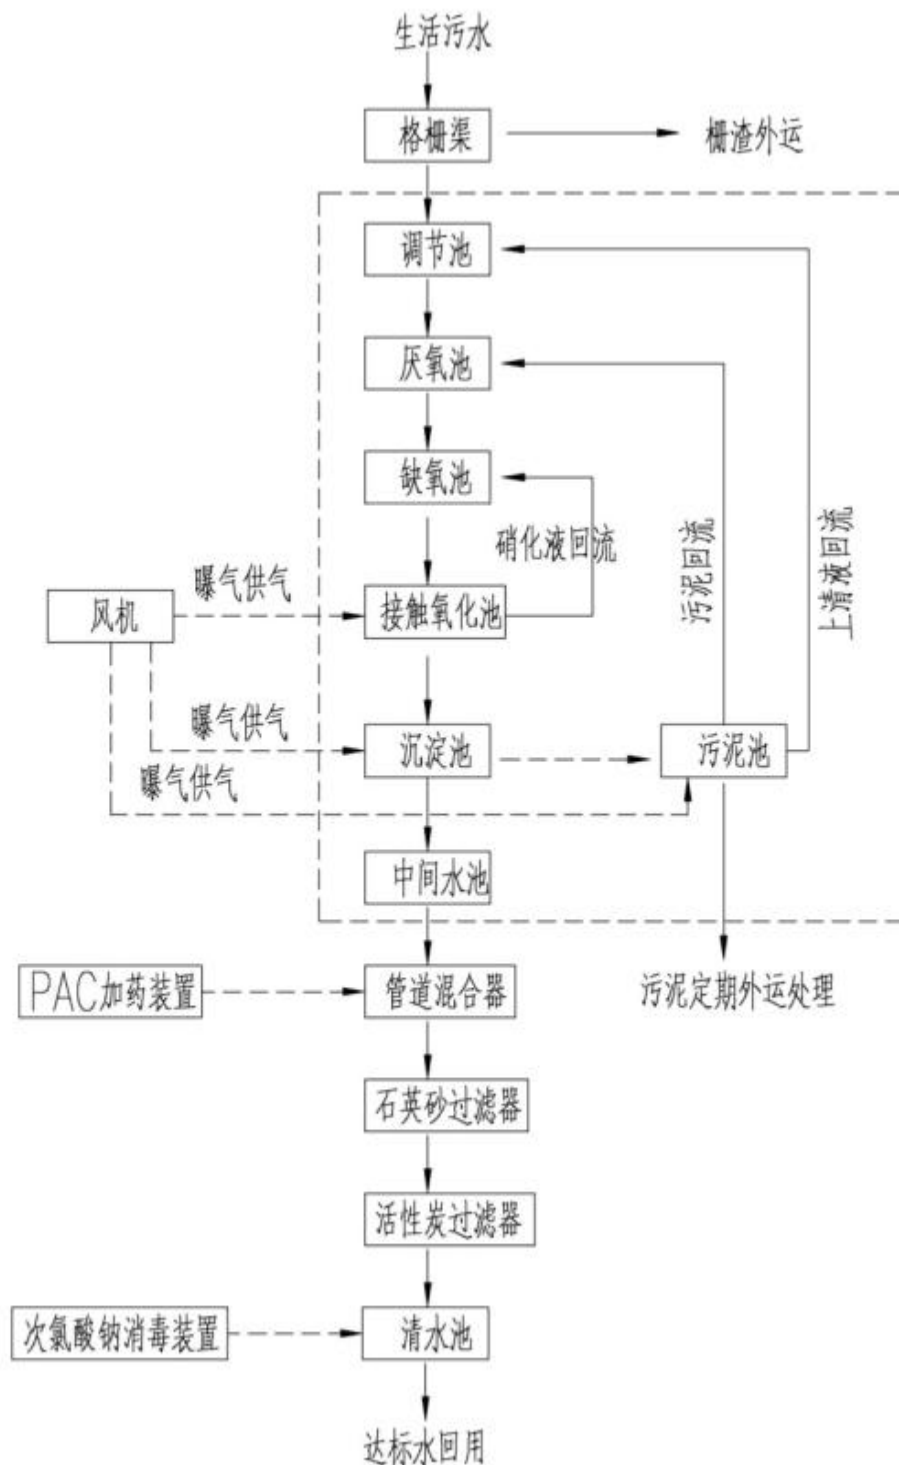 生活污水
格栅渠
栅渣外运
调节池
厌氧池
缺氧池
硝化液回流
污泥回流
上清液回流
曝气供气
风机
接触氧化池
曝气供气
沉淀池
污泥池
曝气供气
中间水池
PAC加药装置
管道混合器
污泥定期外运处理
石英砂过滤器
活性炭过滤器
次氯酸钠消毒装置
清水池
达标水回用